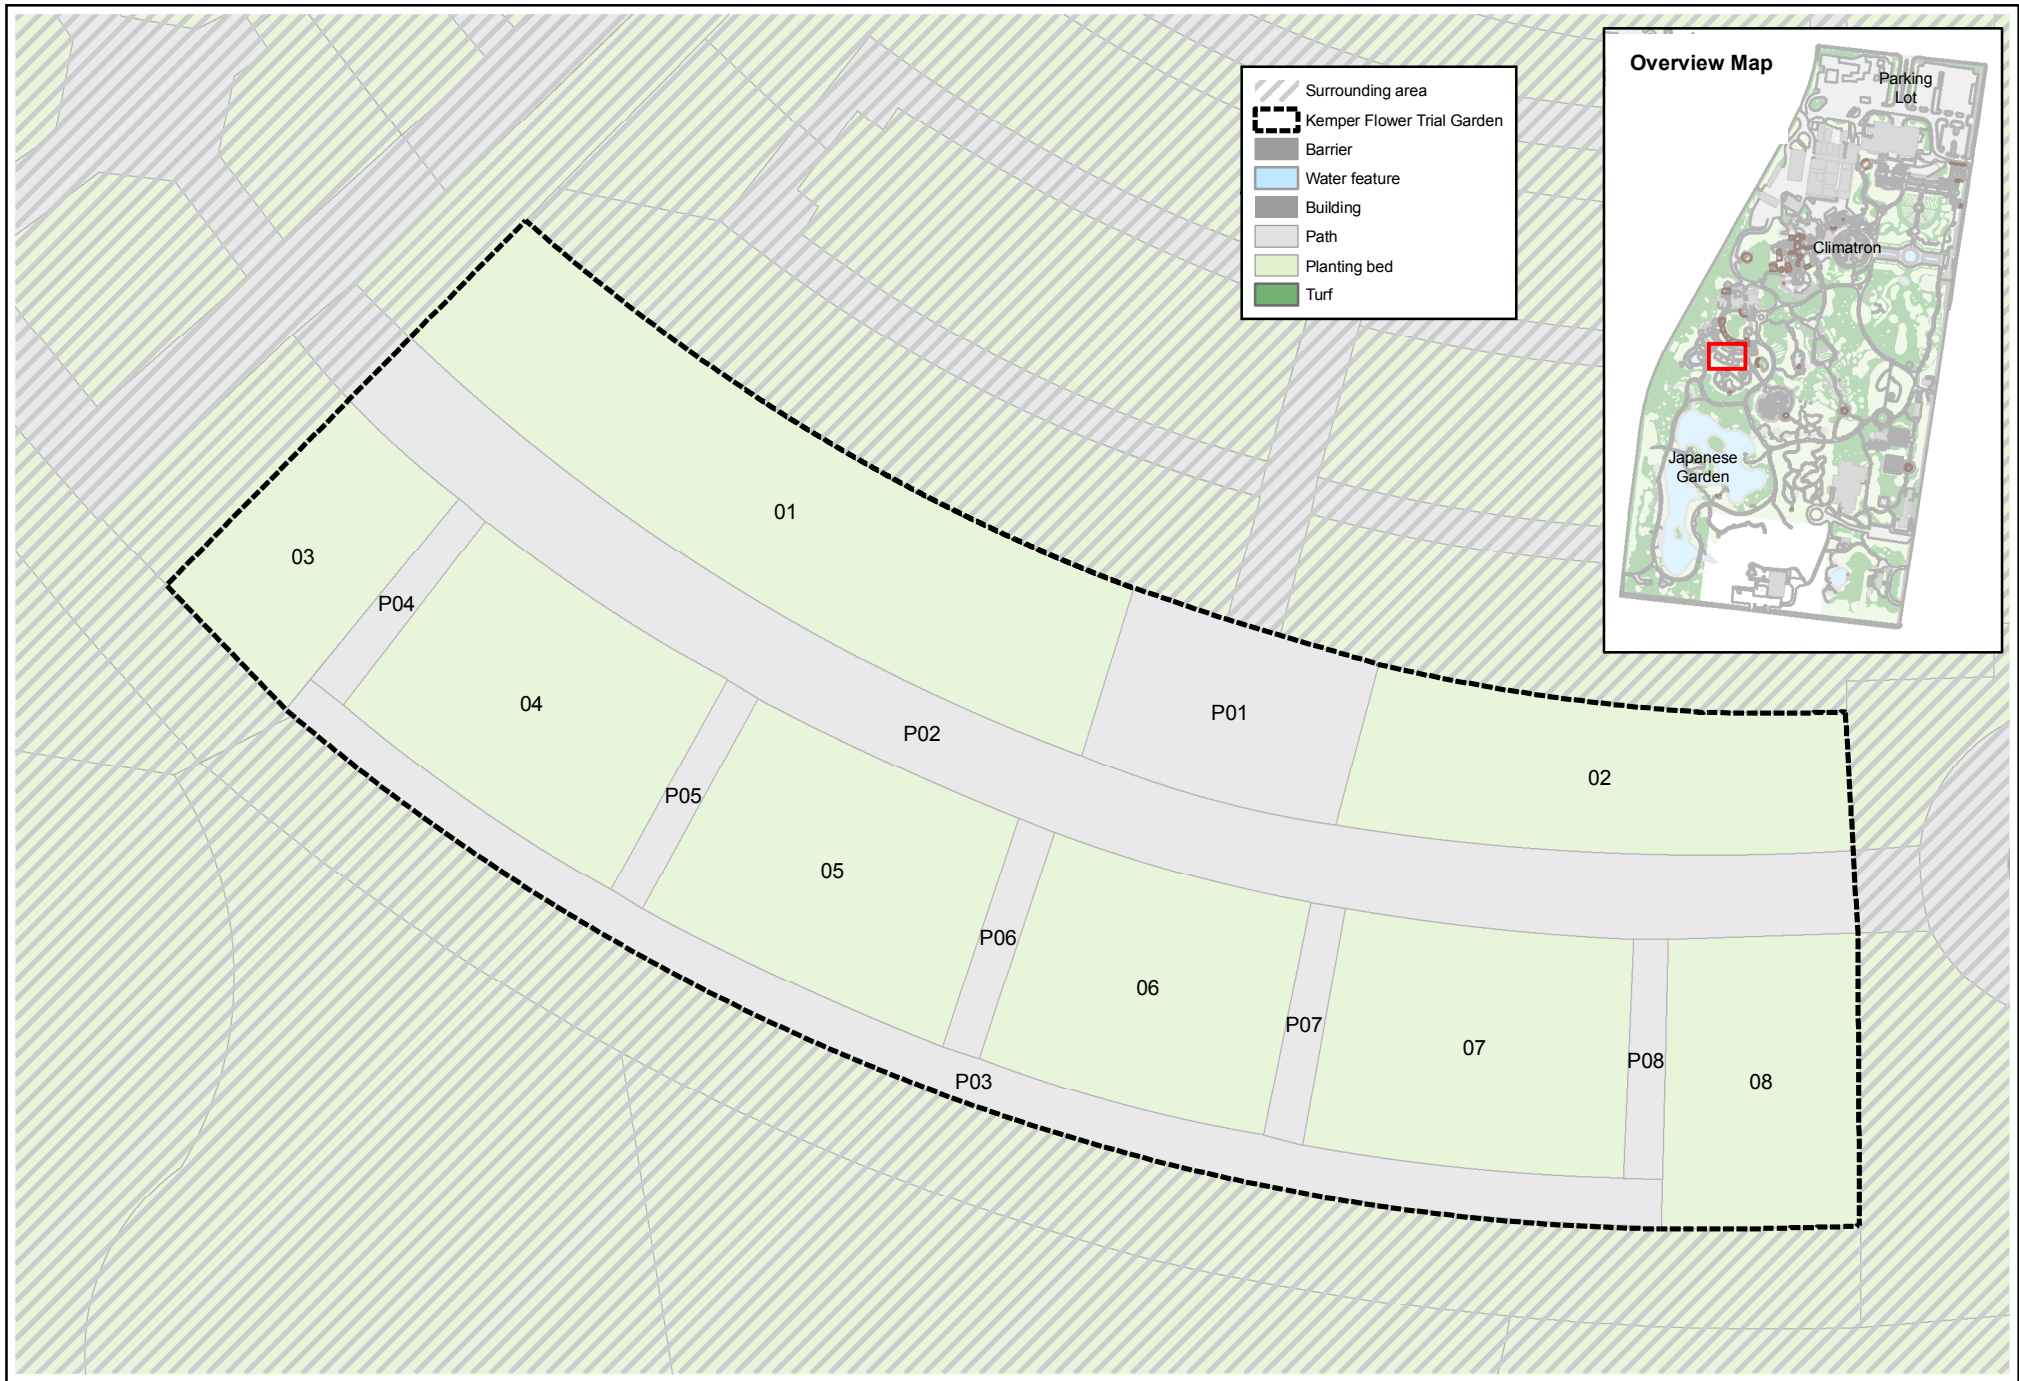 Overview Map
Parking
Lot
Climatron
Japanese
Garden
Surrounding area
Kemper Flower Trial Garden
Barrier
Water feature
Building
Path
Planting bed
Turf
01
03
P04
04
P02
P01
02
P05
05
P06
06
P07
07
P08
08
P03